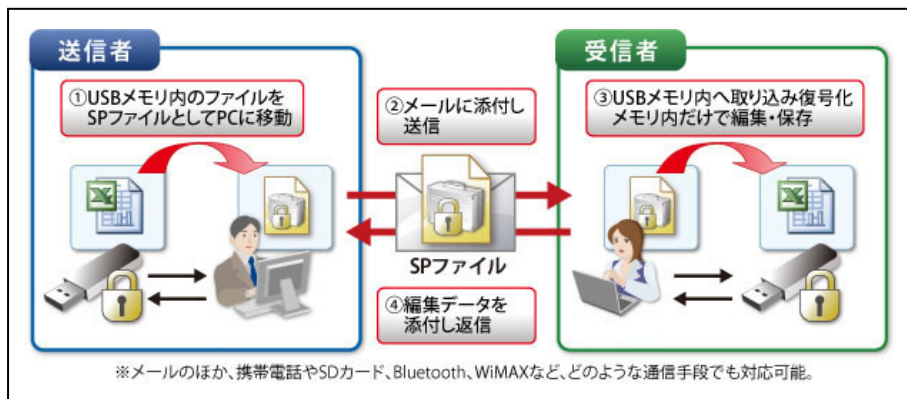 送信者
受信者
①USBメモリ内のファイルを
SPファイルとしてPCに移動
②メールに添付し
送信
③USBメモリ内へ取り込み復号化
メモリ内だけで編集・保存
SPファイル
④編集データを
添付し返信
※メールのほか、携帯電話やSDカード、Bluetooth、WiMAXなど、どのような通信手段でも対応可能。